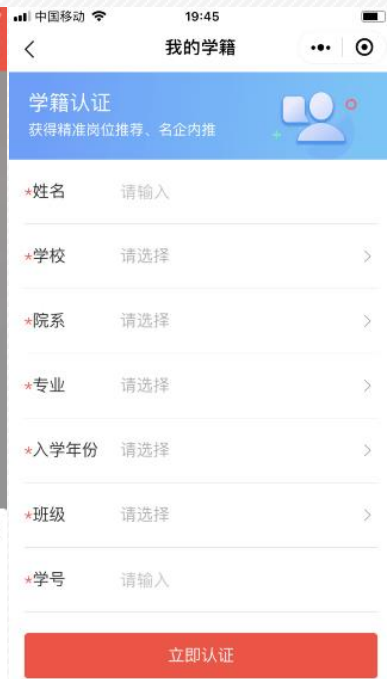 中国移动 19:45
我的学籍
学籍认证
获得精准岗位推荐、名企内推
*姓名 请输入
*学校 请选择
*院系 请选择
*专业 请选择
*入学年份 请选择
*班级 请选择
*学号 请输入
立即认证